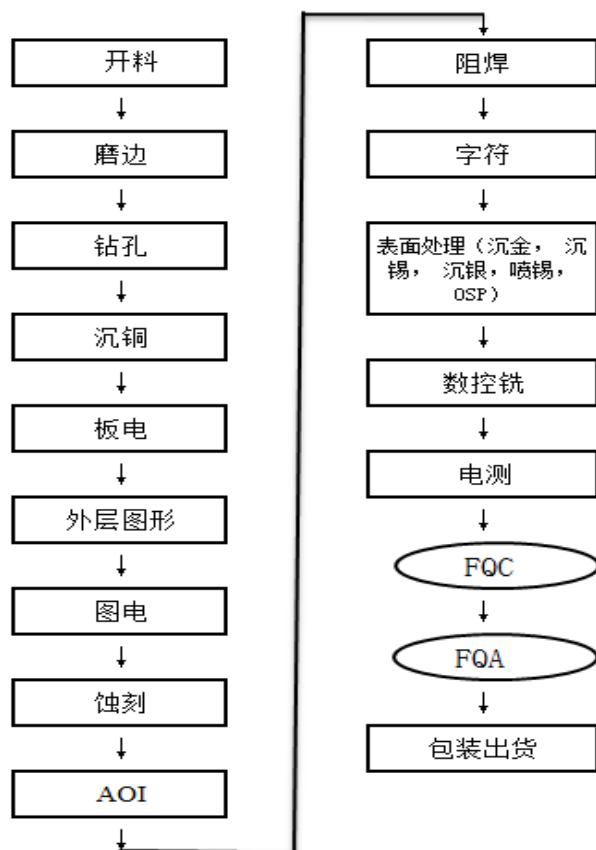 开料
磨边
钻孔
沉铜
板电
外层图形
图电
蚀刻
AOI
阻焊
字符
表面处理（沉金， 沉
锡， 沉银，喷锡，
OSP）
数控铣
电测
FQC
FQA
包装出货